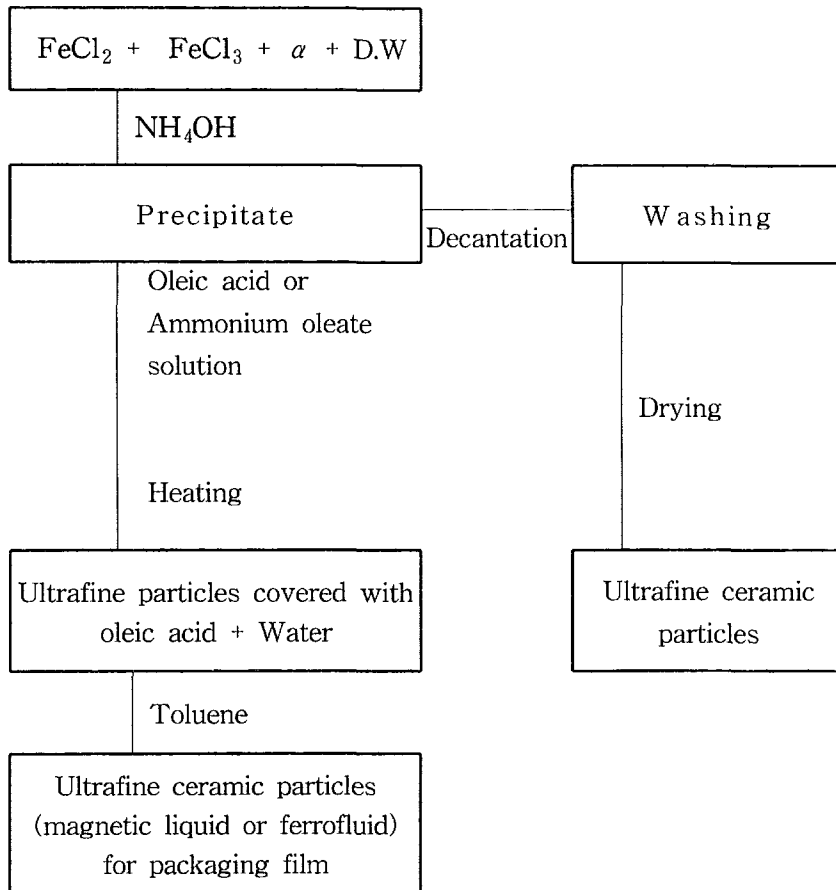 FeCl₂ + FeCl₃ + α + D.W
NH₄OH
Precipitate
Decantation
Washing
Oleic acid or
Ammonium oleate
solution
Drying
Heating
Ultrafine particles covered with
oleic acid + Water
Ultrafine ceramic
particles
Toluene
Ultrafine ceramic particles
(magnetic liquid or ferrofluid)
for packaging film